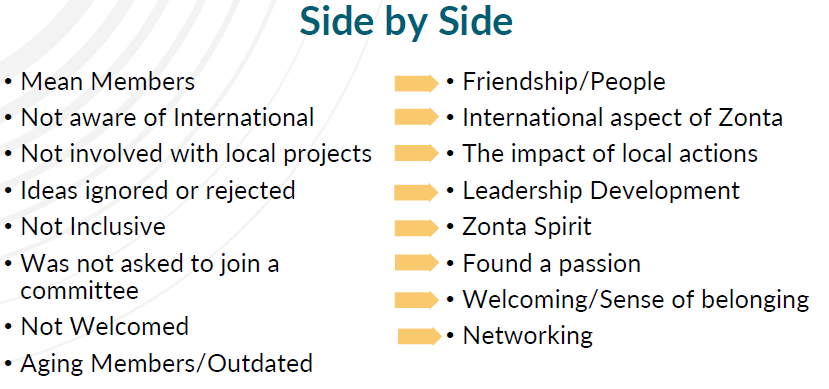 Side by Side
• Mean Members
• Not aware of International
• Not involved with local projects
• Ideas ignored or rejected
• Not Inclusive
• Was not asked to join a
committee
• Not Welcomed
• Aging Members/Outdated
• Friendship/People
• International aspect of Zonta
• The impact of local actions
• Leadership Development
• Zonta Spirit
• Found a passion
• Welcoming/Sense of belonging
• Networking